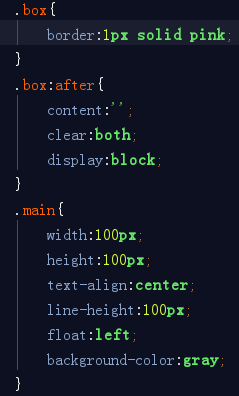 .box{
border:1px solid pink;
}
.box:after{
content:'';
clear:both;
display:block;
}
.main{
width:100px;
height:100px;
text-align:center;
line-height:100px;
float:left;
background-color:gray;
}